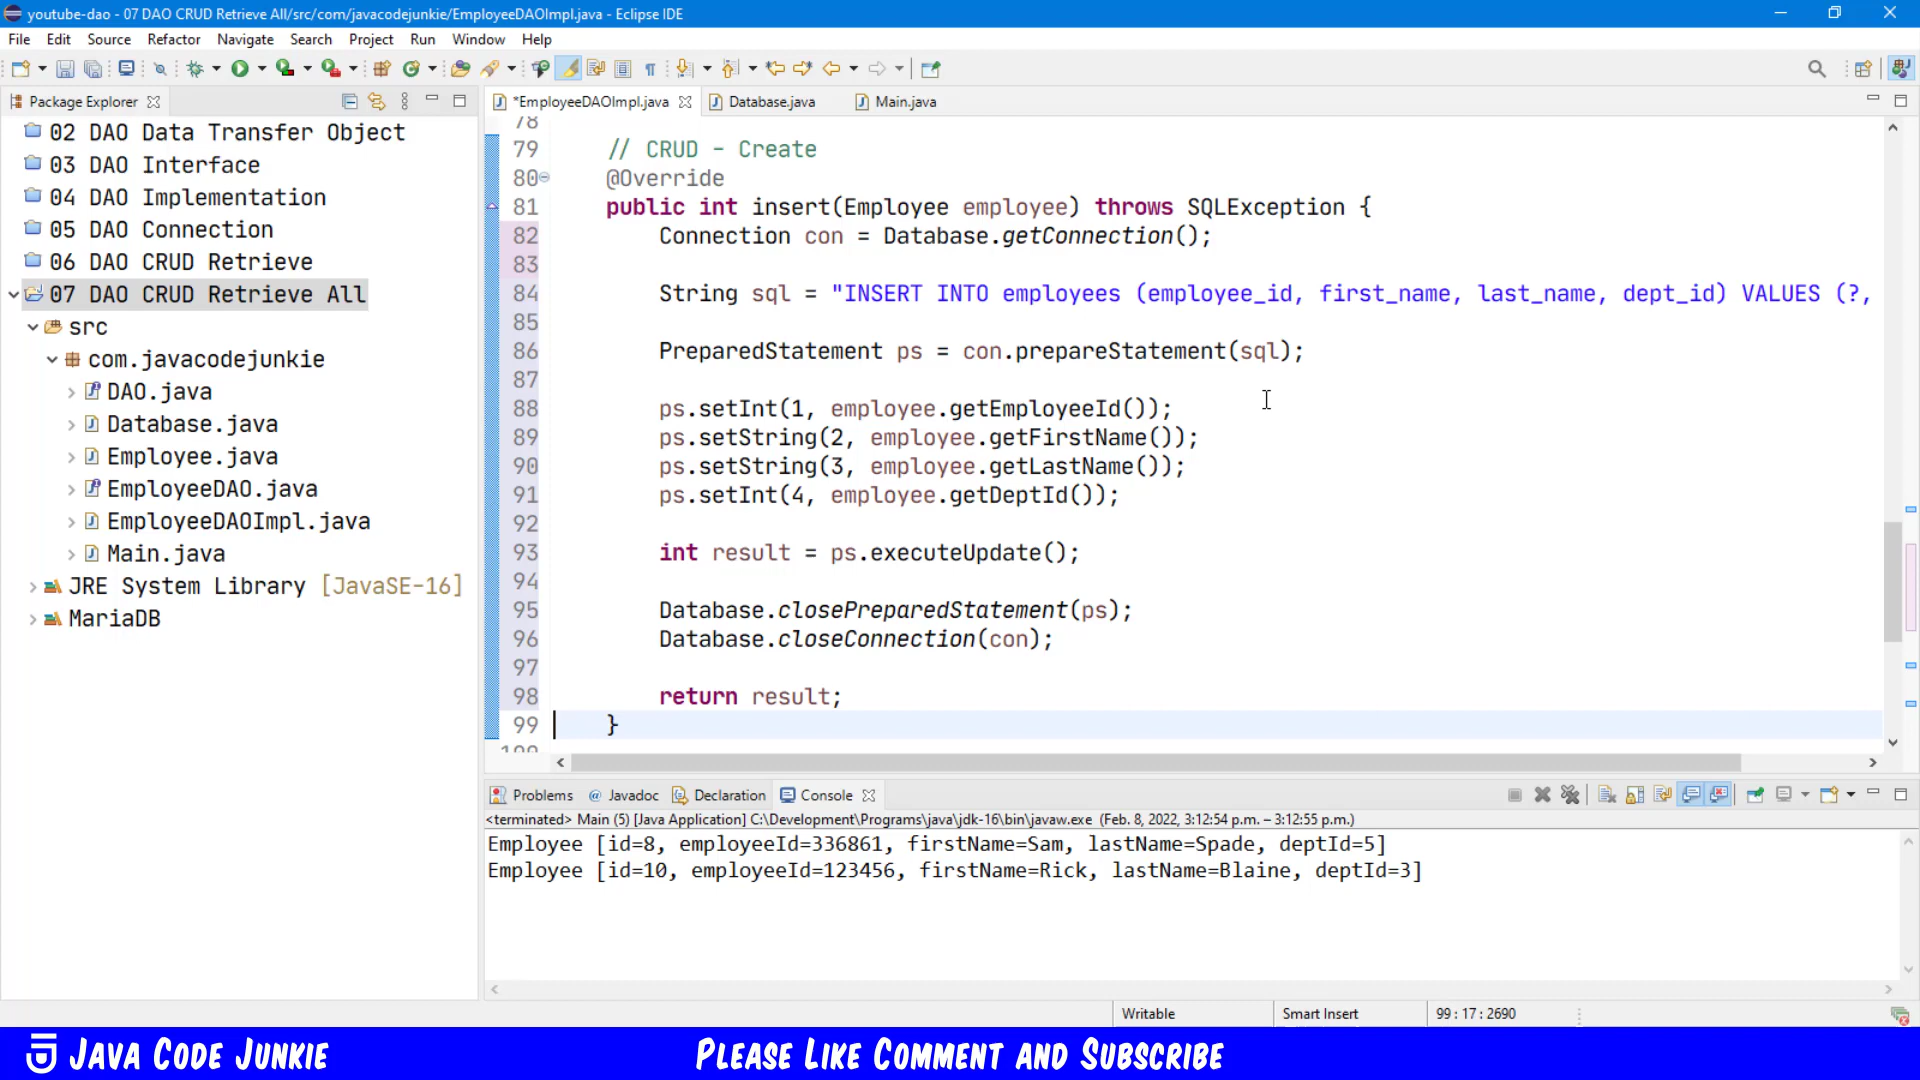 youtube-dao - 07 DAO CRUD Retrieve All/src/com/javacodejunkie/EmployeeDAOImpl.java - Eclipse IDE
File Edit Source Refactor Navigate Search Project Run Window Help
Package Explorer
*EmployeeDAOImpl.java Database.java Main.java
02 DAO Data Transfer Object
03 DAO Interface
04 DAO Implementation
05 DAO Connection
06 DAO CRUD Retrieve
07 DAO CRUD Retrieve All
src
com.javacodejunkie
DAO.java
Database.java
Employee.java
EmployeeDAO.java
EmployeeDAOImpl.java
Main.java
JRE System Library [JavaSE-16]
MariaDB
78
79 // CRUD - Create
80 @Override
81 public int insert(Employee employee) throws SQLException {
82 Connection con = Database.getConnection();
83
84 String sql = "INSERT INTO employees (employee_id, first_name, last_name, dept_id) VALUES (?,
85
86 PreparedStatement ps = con.prepareStatement(sql);
87
88 ps.setInt(1, employee.getEmployeeId());
89 ps.setString(2, employee.getFirstName());
90 ps.setString(3, employee.getLastName());
91 ps.setInt(4, employee.getDeptId());
92
93 int result = ps.executeUpdate();
94
95 Database.closePreparedStatement(ps);
96 Database.closeConnection(con);
97
98 return result;
99 }
100
Problems Javadoc Declaration Console
<terminated> Main (5) [Java Application] C:\Development\Programs\java\jdk-16\bin\javaw.exe (Feb. 8, 2022, 3:12:54 p.m. – 3:12:55 p.m.)
Employee [id=8, employeeId=336861, firstName=Sam, lastName=Spade, deptId=5]
Employee [id=10, employeeId=123456, firstName=Rick, lastName=Blaine, deptId=3]
Writable Smart Insert 99 : 17 : 2690
JAVA CODE JUNKIE PLEASE LIKE COMMENT AND SUBSCRIBE